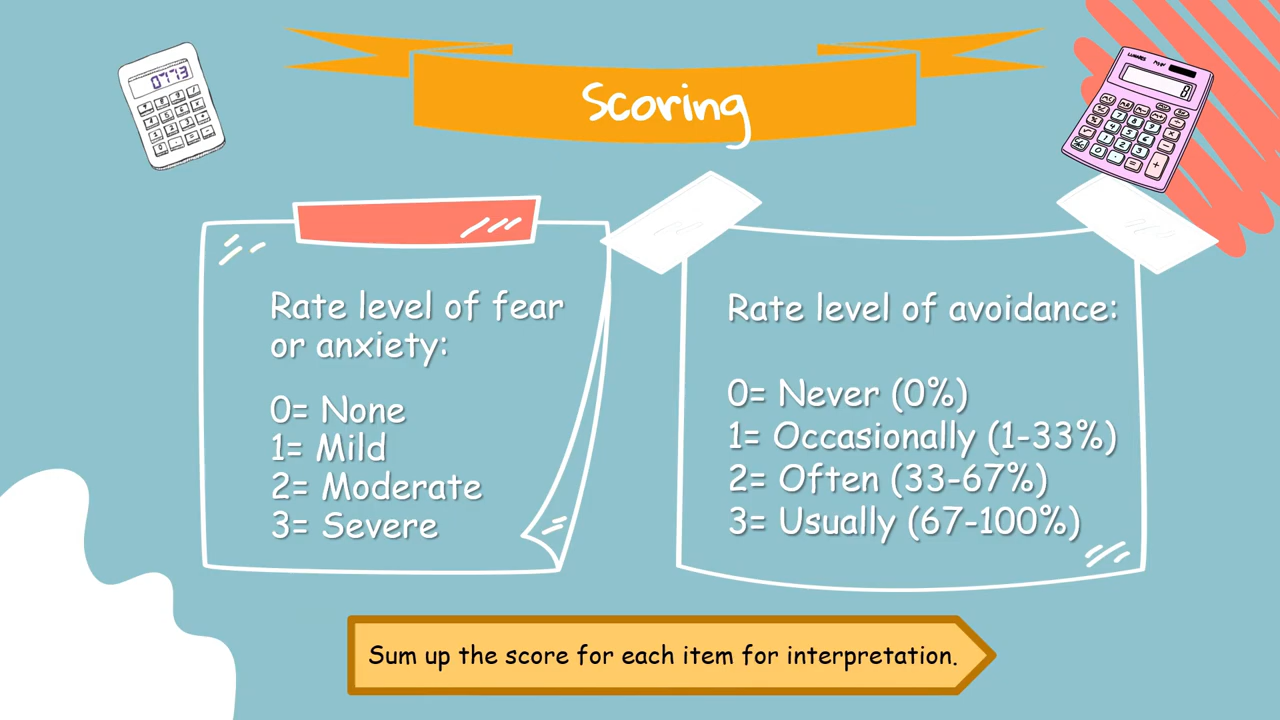 Scoring
0773
8
Rate level of fear
or anxiety:
0= None
1= Mild
2= Moderate
3= Severe
Rate level of avoidance:
0= Never (0%)
1= Occasionally (1-33%)
2= Often (33-67%)
3= Usually (67-100%)
Sum up the score for each item for interpretation.